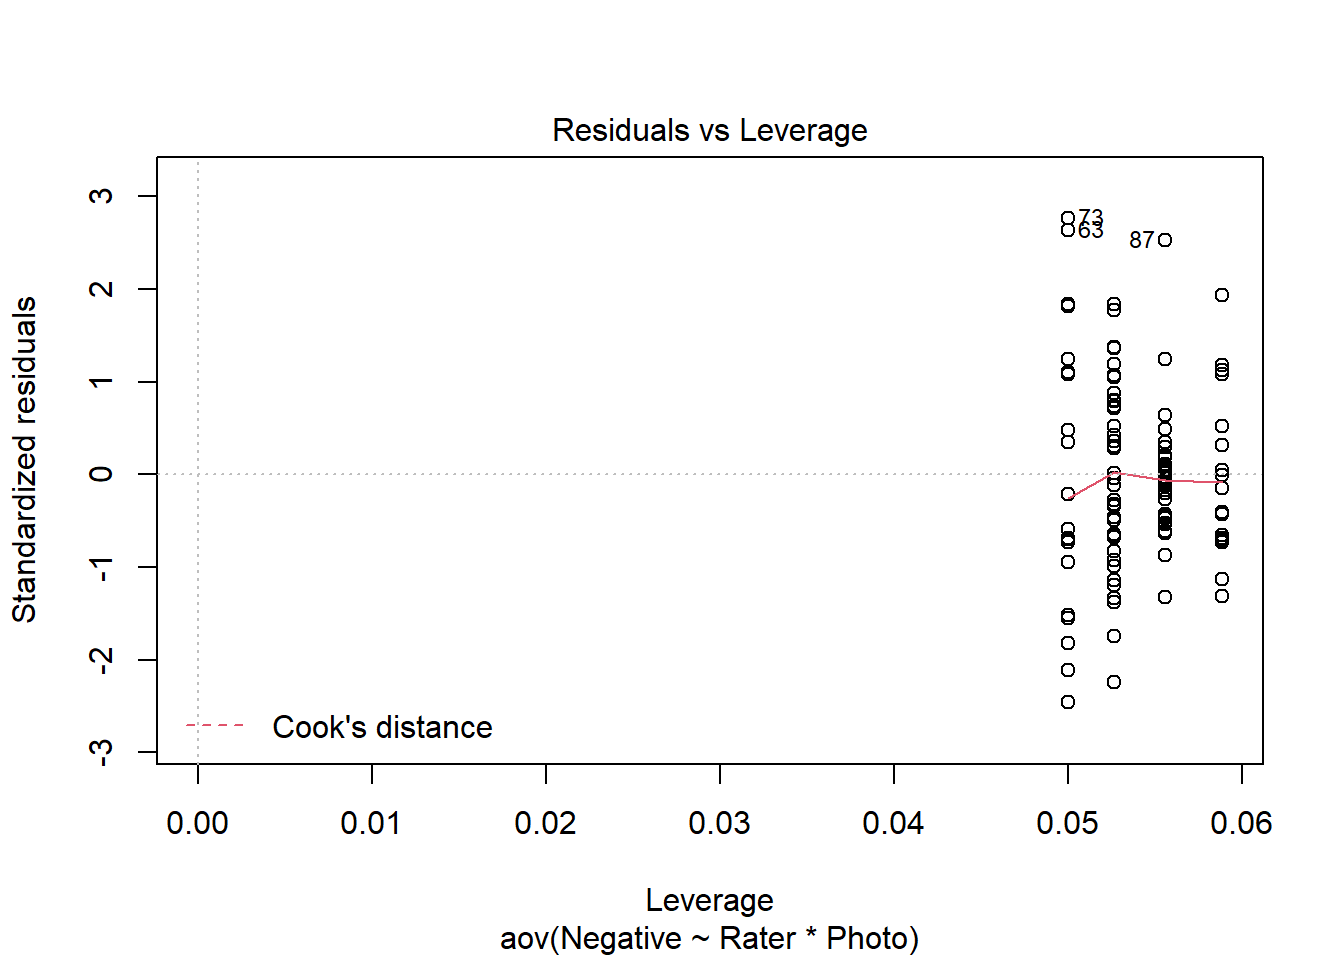 Residuals vs Leverage
Standardized residuals
3
2
1
0
-1
-2
-3
73
63
87
Cook's distance
0.00 0.01 0.02 0.03 0.04 0.05 0.06
Leverage
aov(Negative ~ Rater * Photo)